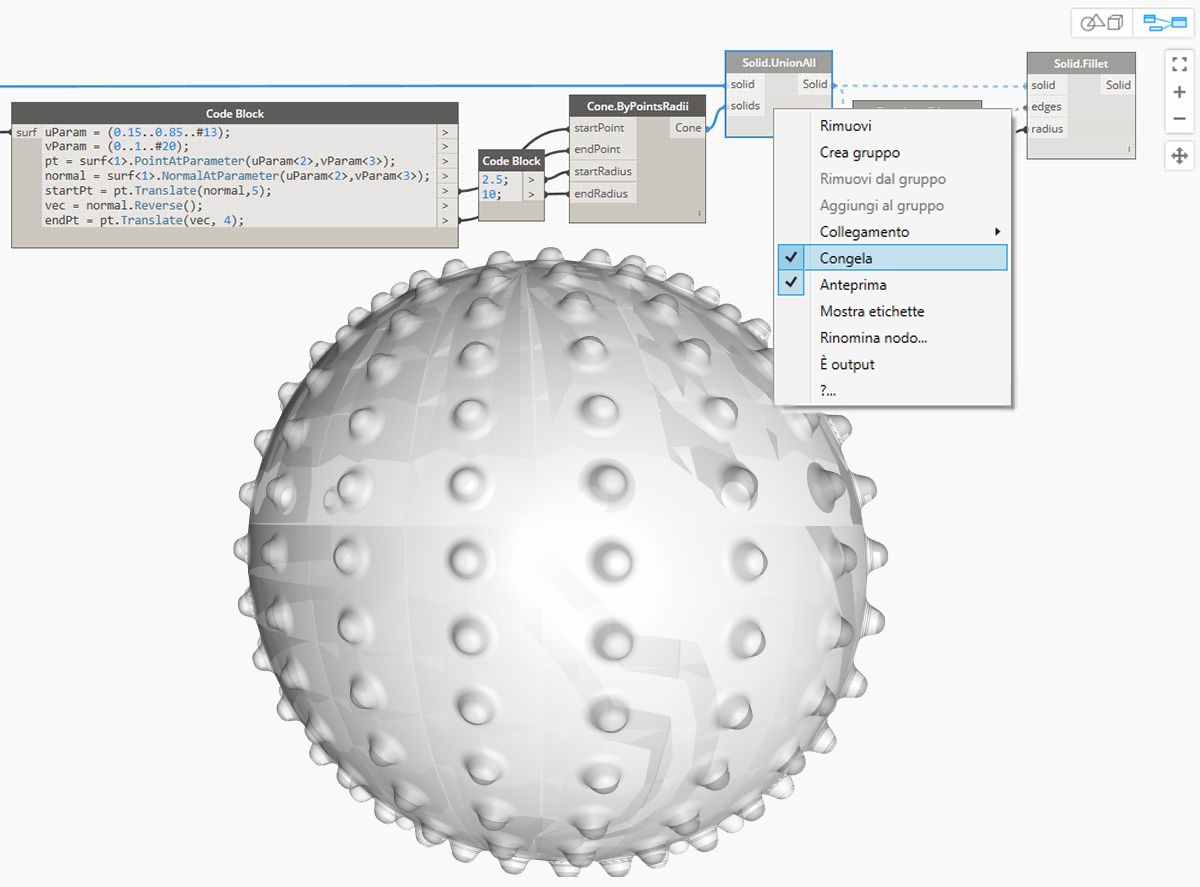 Code Block
surf
uParam = (0.15..0.85..#13);
vParam = (0..1..#20);
pt = surf<1>.PointAtParameter(uParam<2>,vParam<3>);
normal = surf<1>.NormalAtParameter(uParam<2>,vParam<3>);
startPt = pt.Translate(normal,5);
vec = normal.Reverse();
endPt = pt.Translate(vec, 4);
>
>
>
>
>
>
>
Code Block
2.5; >
10; >
Cone.ByPointsRadii
startPoint Cone
endPoint
startRadius
endRadius
Solid.UnionAll
solid Solid
solids
Solid.Fillet
solid Solid
edges
radius
Rimuovi
Crea gruppo
Rimuovi dal gruppo
Aggiungi al gruppo
Collegamento
Congela
Anteprima
Mostra etichette
Rinomina nodo...
È output
?...